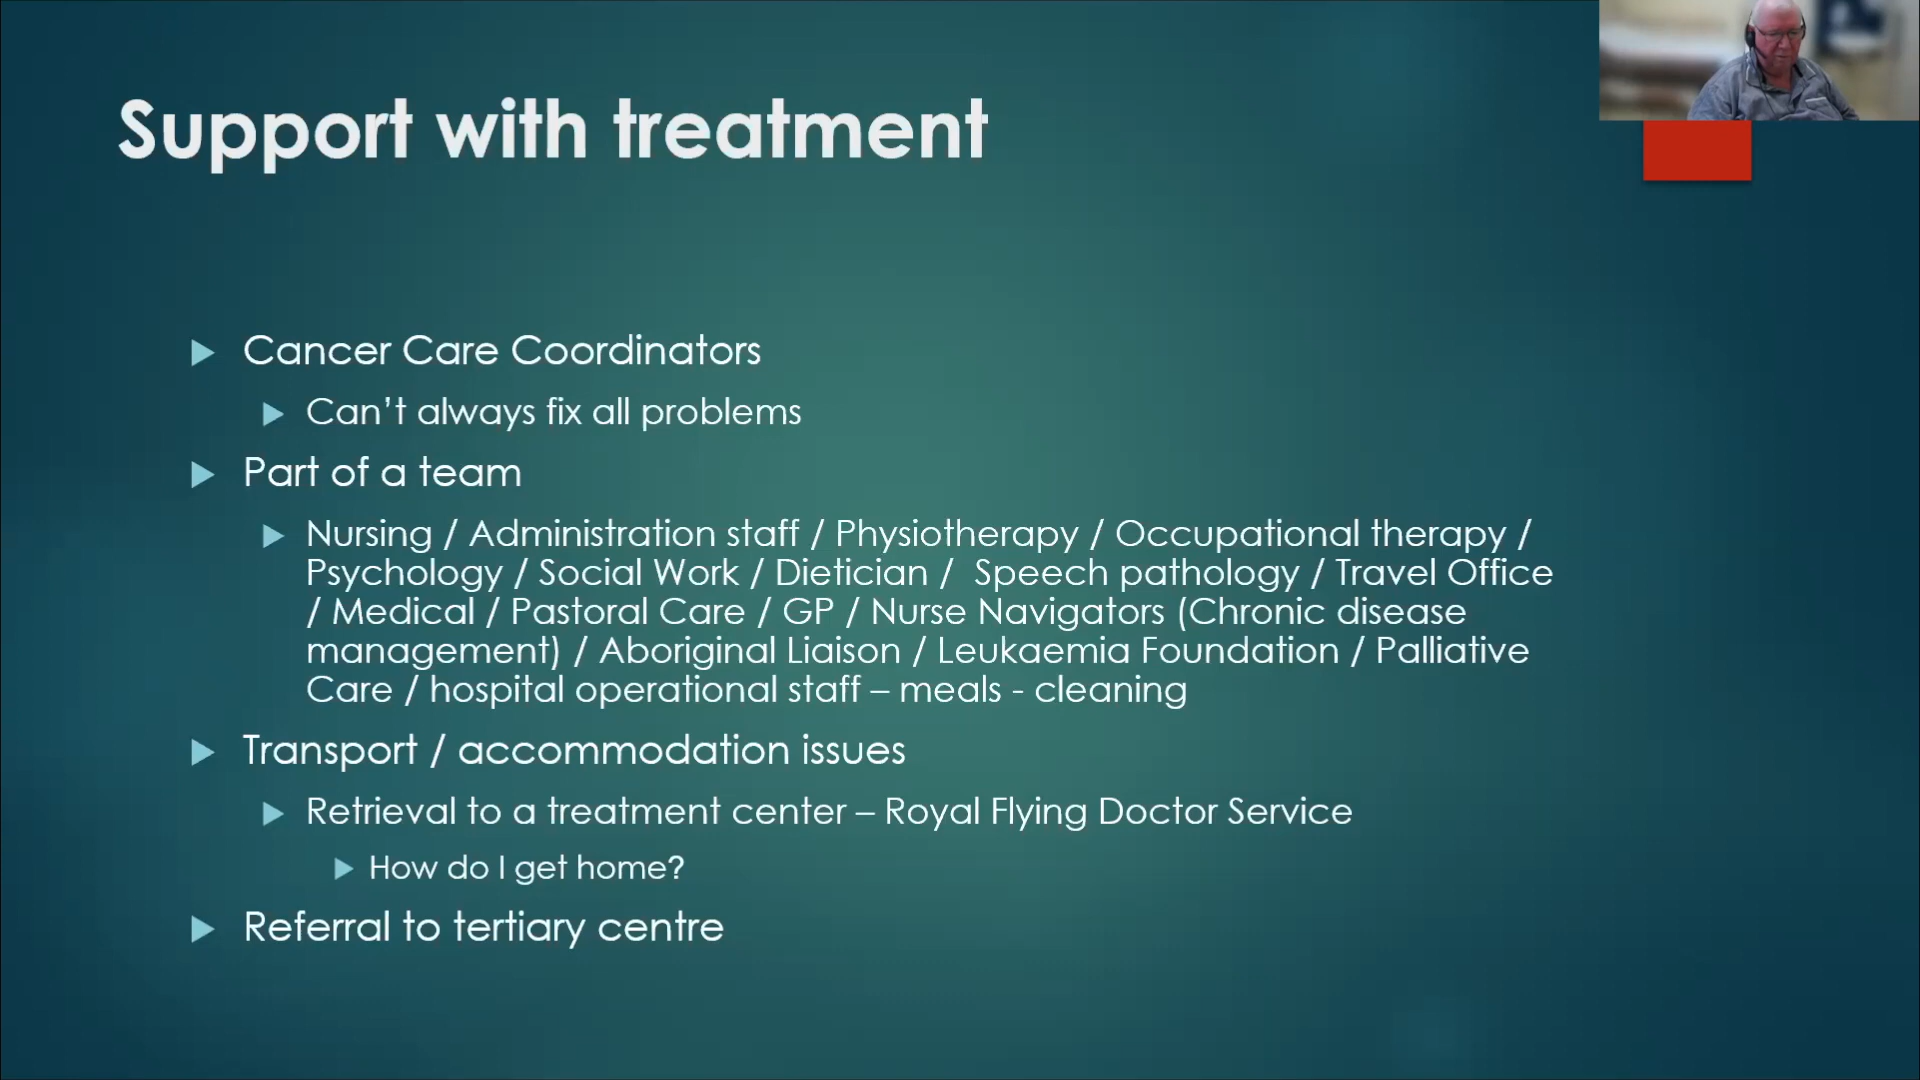 Support with treatment
Cancer Care Coordinators
Can't always fix all problems
Part of a team
Nursing / Administration staff / Physiotherapy / Occupational therapy /
Psychology / Social Work / Dietician /  Speech pathology / Travel Office
/ Medical / Pastoral Care / GP / Nurse Navigators (Chronic disease
management) / Aboriginal Liaison / Leukaemia Foundation / Palliative
Care / hospital operational staff – meals - cleaning
Transport / accommodation issues
Retrieval to a treatment center – Royal Flying Doctor Service
How do I get home?
Referral to tertiary centre